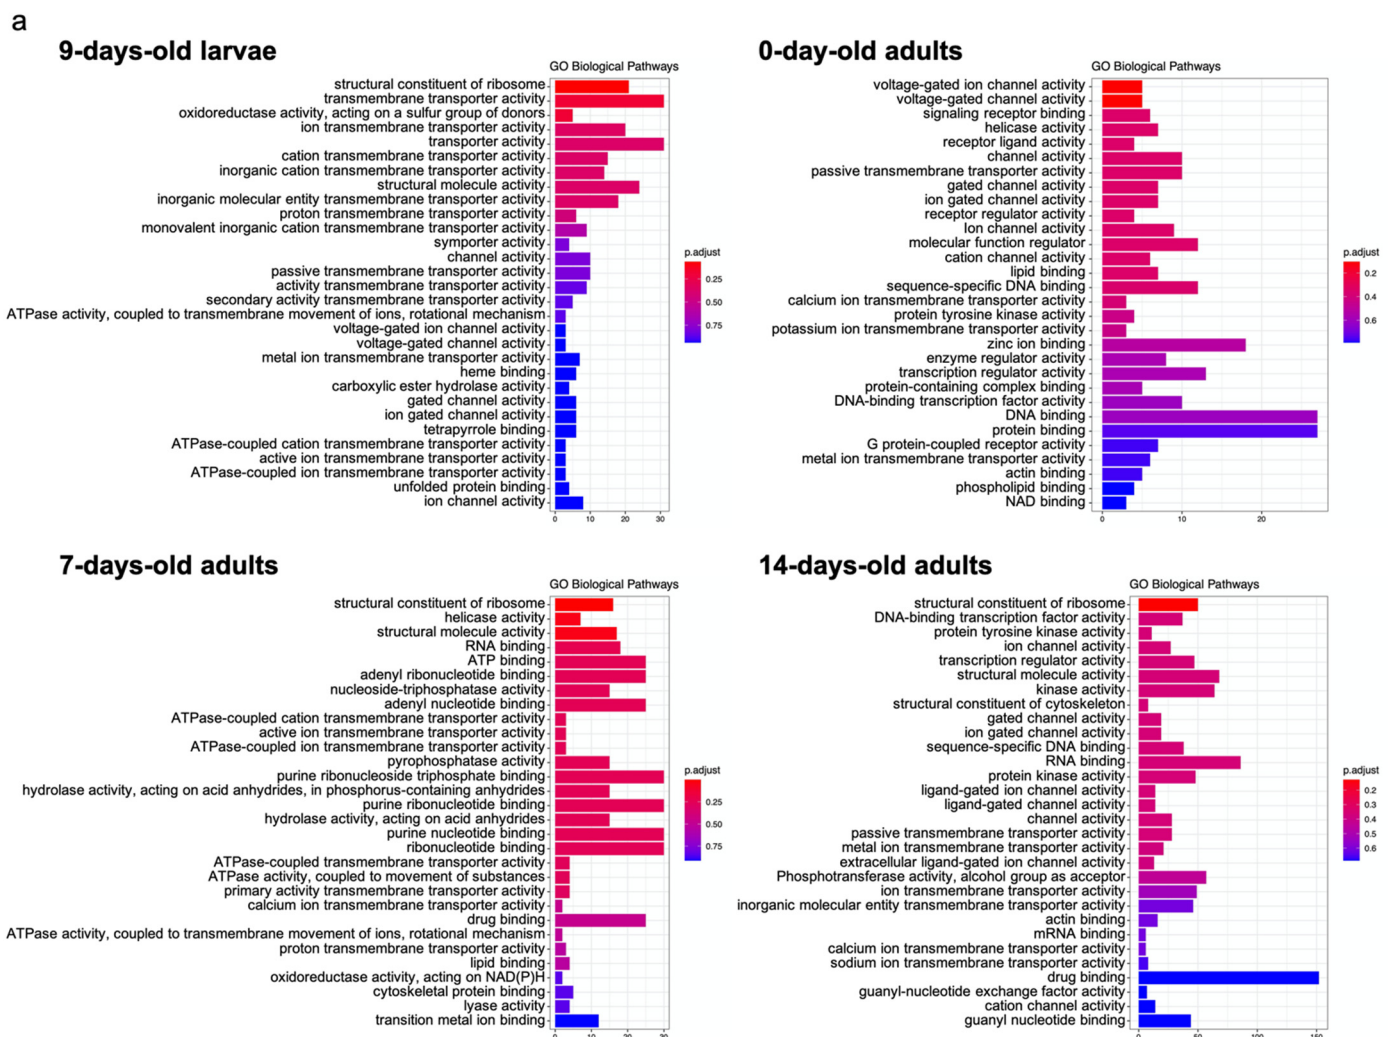 a
9-days-old larvae
GO Biological Pathways
structural constituent of ribosome
transmembrane transporter activity
oxidoreductase activity, acting on a sulfur group of donors
ion transmembrane transporter activity
transporter activity
cation transmembrane transporter activity
inorganic cation transmembrane transporter activity
structural molecule activity
inorganic molecular entity transmembrane transporter activity
proton transmembrane transporter activity
monovalent inorganic cation transmembrane transporter activity
symporter activity
channel activity
passive transmembrane transporter activity
activity transmembrane transporter activity
secondary activity transmembrane transporter activity
ATPase activity, coupled to transmembrane movement of ions, rotational mechanism
voltage-gated ion channel activity
voltage-gated channel activity
metal ion transmembrane transporter activity
heme binding
carboxylic ester hydrolase activity
gated channel activity
ion gated channel activity
tetrapyrrole binding
ATPase-coupled cation transmembrane transporter activity
active ion transmembrane transporter activity
ATPase-coupled ion transmembrane transporter activity
unfolded protein binding
ion channel activity
0 10 20 30
p.adjust
0.25
0.50
0.75
0-day-old adults
GO Biological Pathways
voltage-gated ion channel activity
voltage-gated channel activity
signaling receptor binding
helicase activity
receptor ligand activity
channel activity
passive transmembrane transporter activity
gated channel activity
ion gated channel activity
receptor regulator activity
Ion channel activity
molecular function regulator
cation channel activity
lipid binding
sequence-specific DNA binding
calcium ion transmembrane transporter activity
protein tyrosine kinase activity
potassium ion transmembrane transporter activity
zinc ion binding
enzyme regulator activity
transcription regulator activity
protein-containing complex binding
DNA-binding transcription factor activity
DNA binding
protein binding
G protein-coupled receptor activity
metal ion transmembrane transporter activity
actin binding
phospholipid binding
NAD binding
0 10 20
p.adjust
0.2
0.4
0.6
7-days-old adults
GO Biological Pathways
structural constituent of ribosome
helicase activity
structural molecule activity
RNA binding
ATP binding
adenyl ribonucleotide binding
nucleoside-triphosphatase activity
adenyl nucleotide binding
ATPase-coupled cation transmembrane transporter activity
active ion transmembrane transporter activity
ATPase-coupled ion transmembrane transporter activity
pyrophosphatase activity
purine ribonucleoside triphosphate binding
hydrolase activity, acting on acid anhydrides, in phosphorus-containing anhydrides
purine ribonucleotide binding
hydrolase activity, acting on acid anhydrides
purine nucleotide binding
ribonucleotide binding
ATPase-coupled transmembrane transporter activity
ATPase activity, coupled to movement of substances
primary activity transmembrane transporter activity
calcium ion transmembrane transporter activity
drug binding
ATPase activity, coupled to transmembrane movement of ions, rotational mechanism
proton transmembrane transporter activity
lipid binding
oxidoreductase activity, acting on NAD(P)H
cytoskeletal protein binding
lyase activity
transition metal ion binding
0 10 20 30
p.adjust
0.25
0.50
0.75
14-days-old adults
GO Biological Pathways
structural constituent of ribosome
DNA-binding transcription factor activity
protein tyrosine kinase activity
ion channel activity
transcription regulator activity
structural molecule activity
kinase activity
structural constituent of cytoskeleton
gated channel activity
ion gated channel activity
sequence-specific DNA binding
RNA binding
protein kinase activity
ligand-gated ion channel activity
ligand-gated channel activity
channel activity
passive transmembrane transporter activity
metal ion transmembrane transporter activity
extracellular ligand-gated ion channel activity
Phosphotransferase activity, alcohol group as acceptor
ion transmembrane transporter activity
inorganic molecular entity transmembrane transporter activity
actin binding
mRNA binding
calcium ion transmembrane transporter activity
sodium ion transmembrane transporter activity
drug binding
guanyl-nucleotide exchange factor activity
cation channel activity
guanyl nucleotide binding
0 50 100 150
p.adjust
0.2
0.3
0.4
0.5
0.6